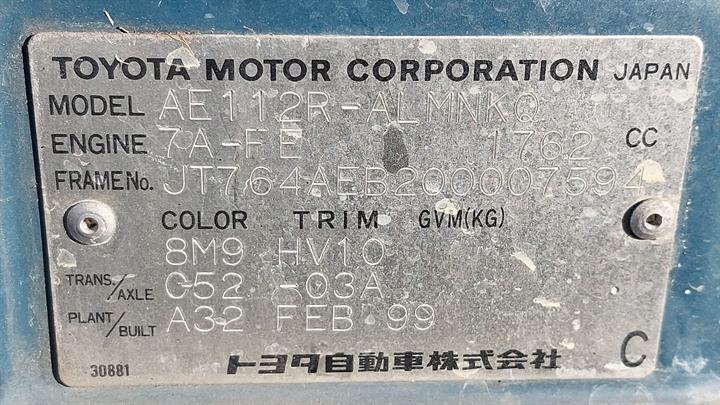 TOYOTA MOTOR CORPORATION JAPAN
MODEL AE112R-ALMNKQ
ENGINE 7A-FE 1762 CC
FRAME No. JT764AEB200007594
COLOR TRIM GVM(KG)
8M9 HV10
TRANS./AXLE C52 -03A
PLANT/BUILT A32 FEB 99
30881 トヨタ自動車株式会社 C